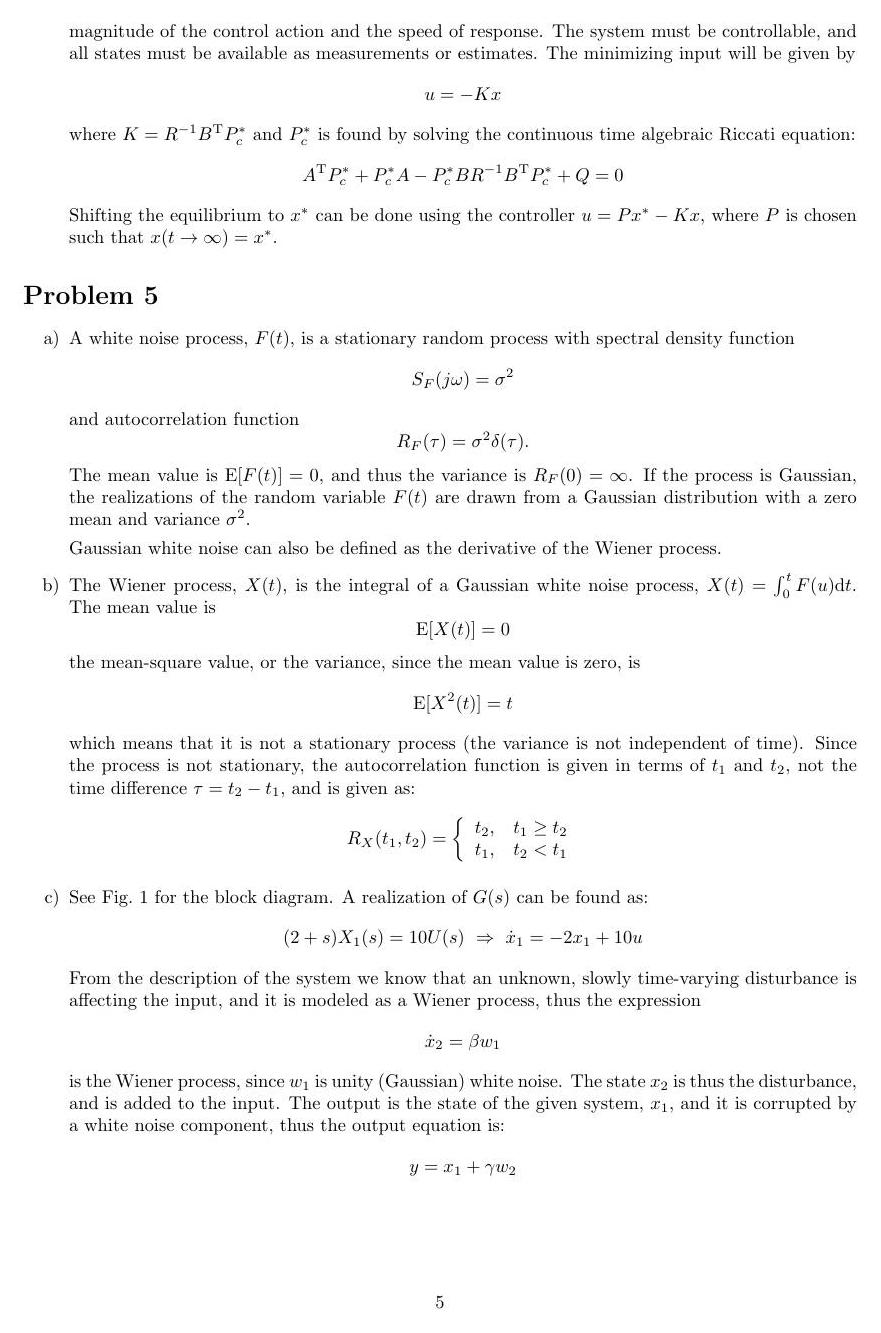 magnitude of the control action and the speed of response. The system must be controllable, and
all states must be available as measurements or estimates. The minimizing input will be given by
u = −Kx
where K = R⁻¹BᵀP*_c and P*_c is found by solving the continuous time algebraic Riccati equation:
AᵀP*_c + P*_cA − P*_cBR⁻¹BᵀP*_c + Q = 0
Shifting the equilibrium to x* can be done using the controller u = Px* − Kx, where P is chosen
such that x(t → ∞) = x*.
Problem 5
a) A white noise process, F(t), is a stationary random process with spectral density function
S_F(jω) = σ²
and autocorrelation function
R_F(τ) = σ²δ(τ).
The mean value is E[F(t)] = 0, and thus the variance is R_F(0) = ∞. If the process is Gaussian,
the realizations of the random variable F(t) are drawn from a Gaussian distribution with a zero
mean and variance σ².
Gaussian white noise can also be defined as the derivative of the Wiener process.
b) The Wiener process, X(t), is the integral of a Gaussian white noise process, X(t) = ∫₀ᵗ F(u)dt.
The mean value is
E[X(t)] = 0
the mean-square value, or the variance, since the mean value is zero, is
E[X²(t)] = t
which means that it is not a stationary process (the variance is not independent of time). Since
the process is not stationary, the autocorrelation function is given in terms of t₁ and t₂, not the
time difference τ = t₂ − t₁, and is given as:
R_X(t₁, t₂) = { t₂, t₁ ≥ t₂
t₁, t₂ < t₁
c) See Fig. 1 for the block diagram. A realization of G(s) can be found as:
(2 + s)X₁(s) = 10U(s) ⇒ ẋ₁ = −2x₁ + 10u
From the description of the system we know that an unknown, slowly time-varying disturbance is
affecting the input, and it is modeled as a Wiener process, thus the expression
ẋ₂ = βw₁
is the Wiener process, since w₁ is unity (Gaussian) white noise. The state x₂ is thus the disturbance,
and is added to the input. The output is the state of the given system, x₁, and it is corrupted by
a white noise component, thus the output equation is:
y = x₁ + γw₂
5